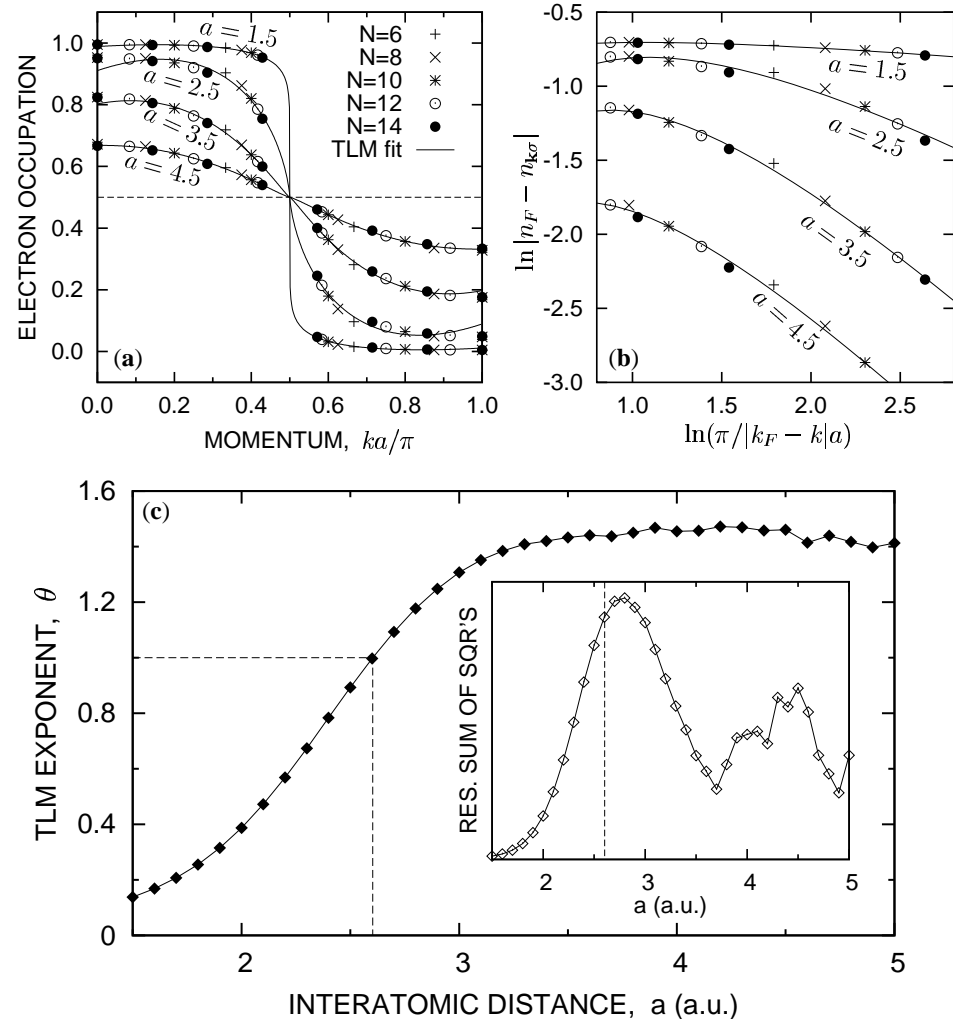 1.0
0.8
0.6
0.4
0.2
0.0
ELECTRON OCCUPATION
a = 1.5
a = 2.5
a = 3.5
a = 4.5
N=6
N=8
N=10
N=12
N=14
TLM fit
(a)
0.0 0.2 0.4 0.6 0.8 1.0
MOMENTUM, ka/π
-0.5
-1.0
-1.5
-2.0
-2.5
-3.0
ln |n_F − n_kσ|
a = 1.5
a = 2.5
a = 3.5
a = 4.5
(b)
1.0 1.5 2.0 2.5
ln(π/|k_F − k|a)
(c)
1.6
1.2
0.8
0.4
0
TLM EXPONENT, θ
2 3 4 5
INTERATOMIC DISTANCE, a (a.u.)
RES. SUM OF SQR'S
2 3 4 5
a (a.u.)